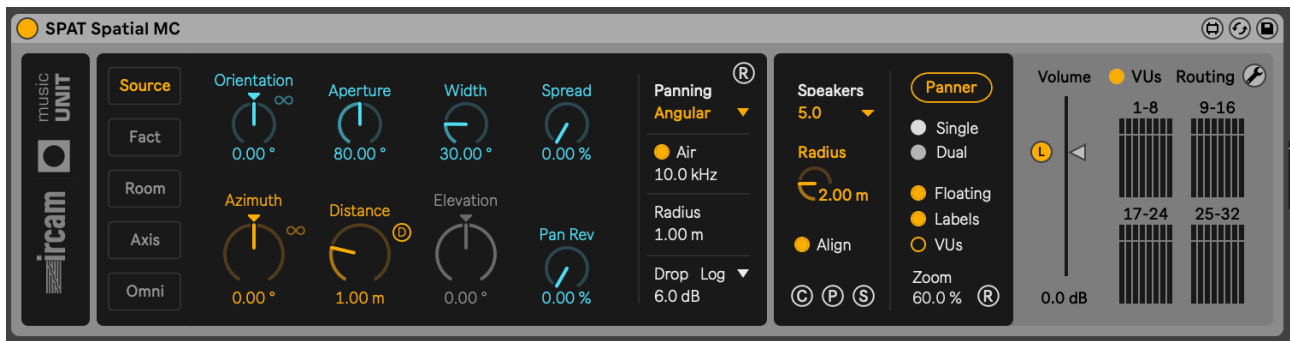 SPAT Spatial MC
music
UNIT
ircam
Source
Fact
Room
Axis
Omni
Orientation
∞
0.00 °
Aperture
80.00 °
Width
30.00 °
Spread
0.00 %
Azimuth
∞
0.00 °
Distance
D
1.00 m
Elevation
0.00 °
Pan Rev
0.00 %
R
Panning
Angular
Air
10.0 kHz
Radius
1.00 m
Drop Log
6.0 dB
Speakers
5.0
Radius
2.00 m
Align
C P S
Panner
Single
Dual
Floating
Labels
VUs
Zoom
60.0 % R
Volume
L
0.0 dB
VUs Routing
1-8 9-16
17-24 25-32